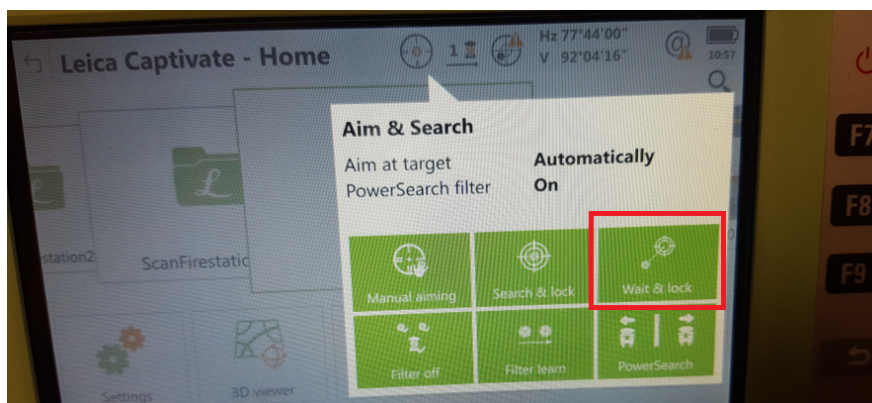 Leica Captivate - Home
1
Hz 77°44'00"
V 92°04'16"
10:57
Aim & Search
Aim at target Automatically
PowerSearch filter On
Manual aiming
Search & lock
Wait & lock
Filter off
Filter learn
PowerSearch
station2
ScanFirestatic
Settings
3D viewer
F7
F8
F9